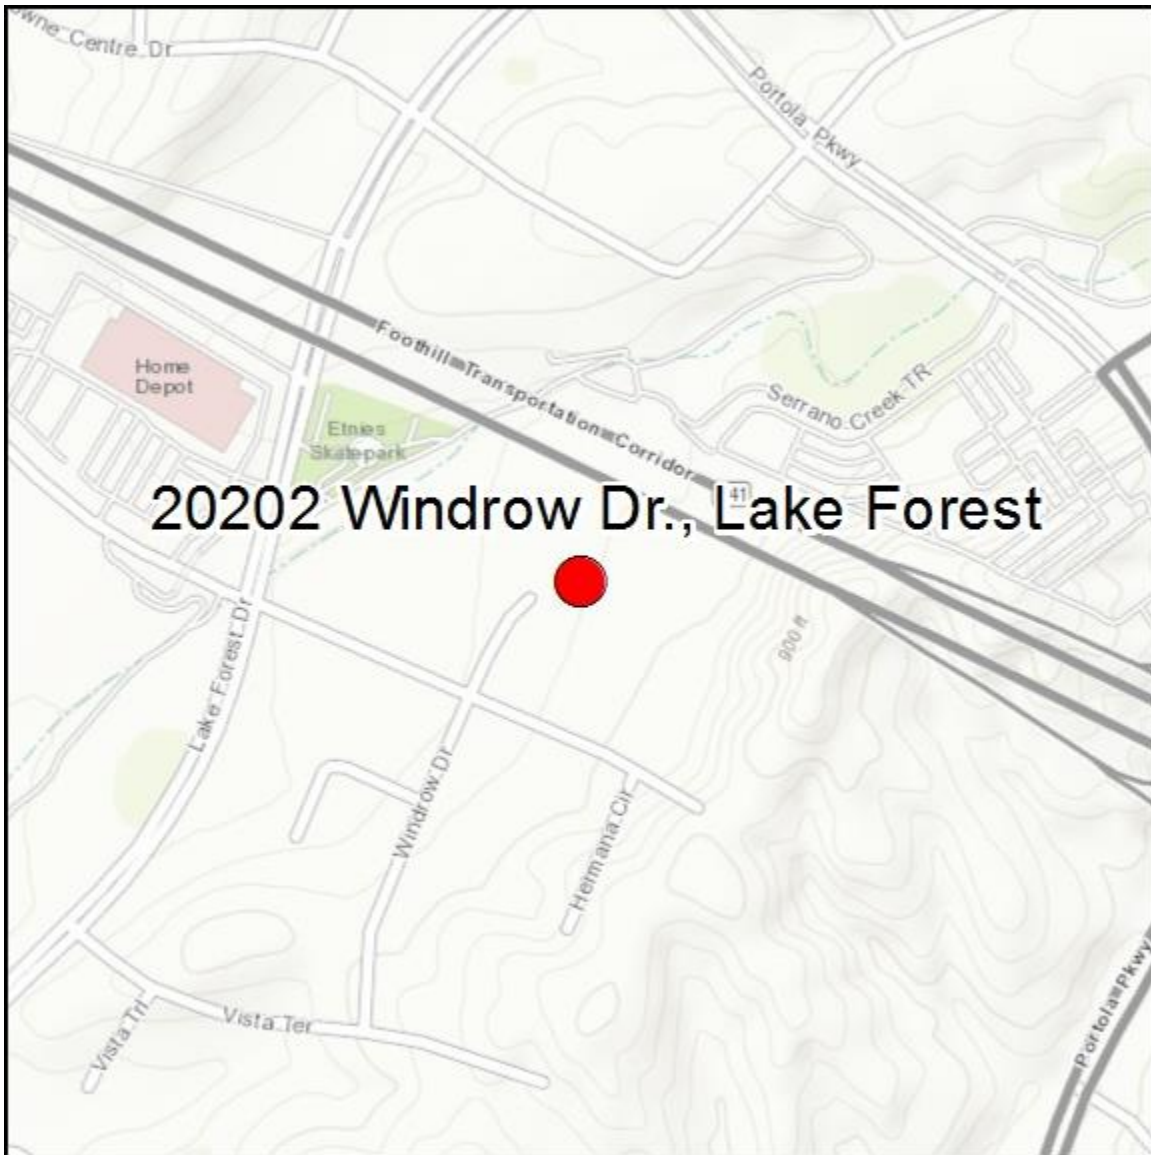 owne Centre Dr
Portola Pkwy
Foothill Transportation Corridor
Home
Depot
Etnies
Skatepark
Serrano Creek TR
41
20202 Windrow Dr., Lake Forest
900 ft
Lake Forest Dr
Windrow Dr
Hermana Cir
Portola Pkwy
Vista Trl
Vista Ter